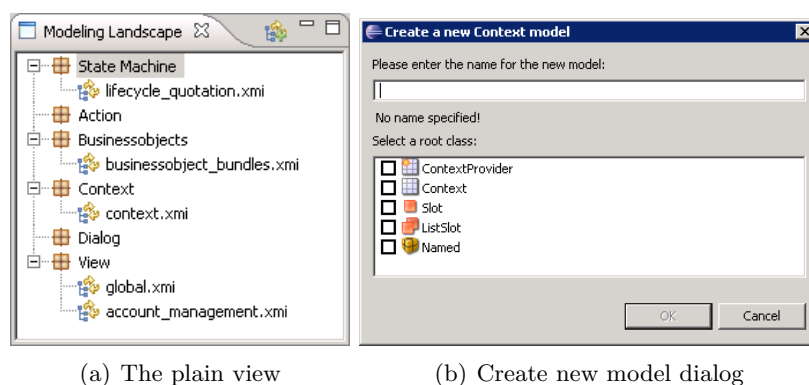 Modeling Landscape
State Machine
lifecycle_quotation.xmi
Action
Businessobjects
businessobject_bundles.xmi
Context
context.xmi
Dialog
View
global.xmi
account_management.xmi
(a) The plain view
Create a new Context model
Please enter the name for the new model:
No name specified!
Select a root class:
ContextProvider
Context
Slot
ListSlot
Named
OK
Cancel
(b) Create new model dialog